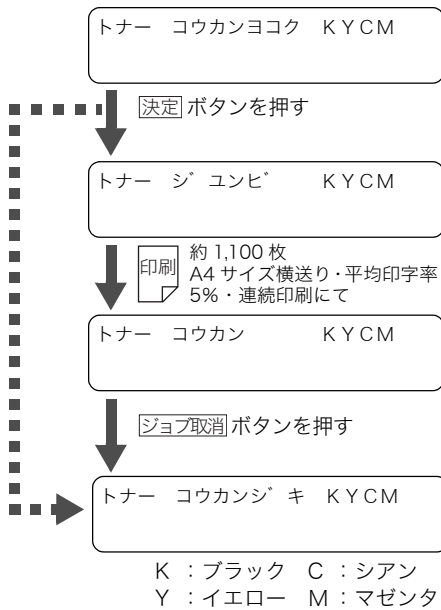 トナー　コウカンヨコク　KYCM
決定 ボタンを押す
トナー　ジュンビ　KYCM
印刷
約 1,100 枚
A4 サイズ横送り・平均印字率
5%・連続印刷にて
トナー　コウカン　KYCM
ジョブ取消 ボタンを押す
トナー　コウカンジキ　KYCM
K ：ブラック　C ：シアン
Y ：イエロー　M ：マゼンタ